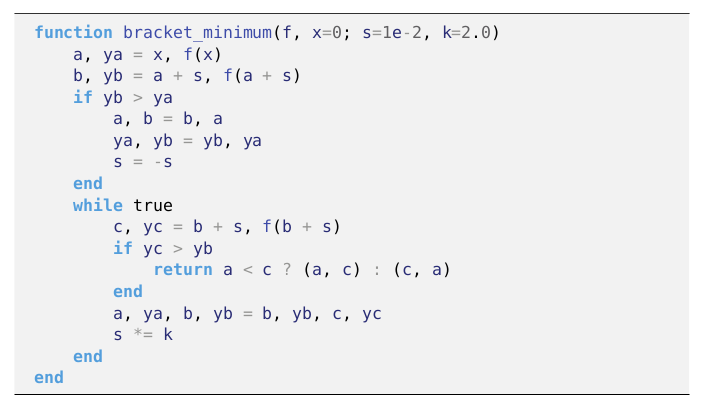 function bracket_minimum(f, x=0; s=1e-2, k=2.0)
    a, ya = x, f(x)
    b, yb = a + s, f(a + s)
    if yb > ya
        a, b = b, a
        ya, yb = yb, ya
        s = -s
    end
    while true
        c, yc = b + s, f(b + s)
        if yc > yb
            return a < c ? (a, c) : (c, a)
        end
        a, ya, b, yb = b, yb, c, yc
        s *= k
    end
end